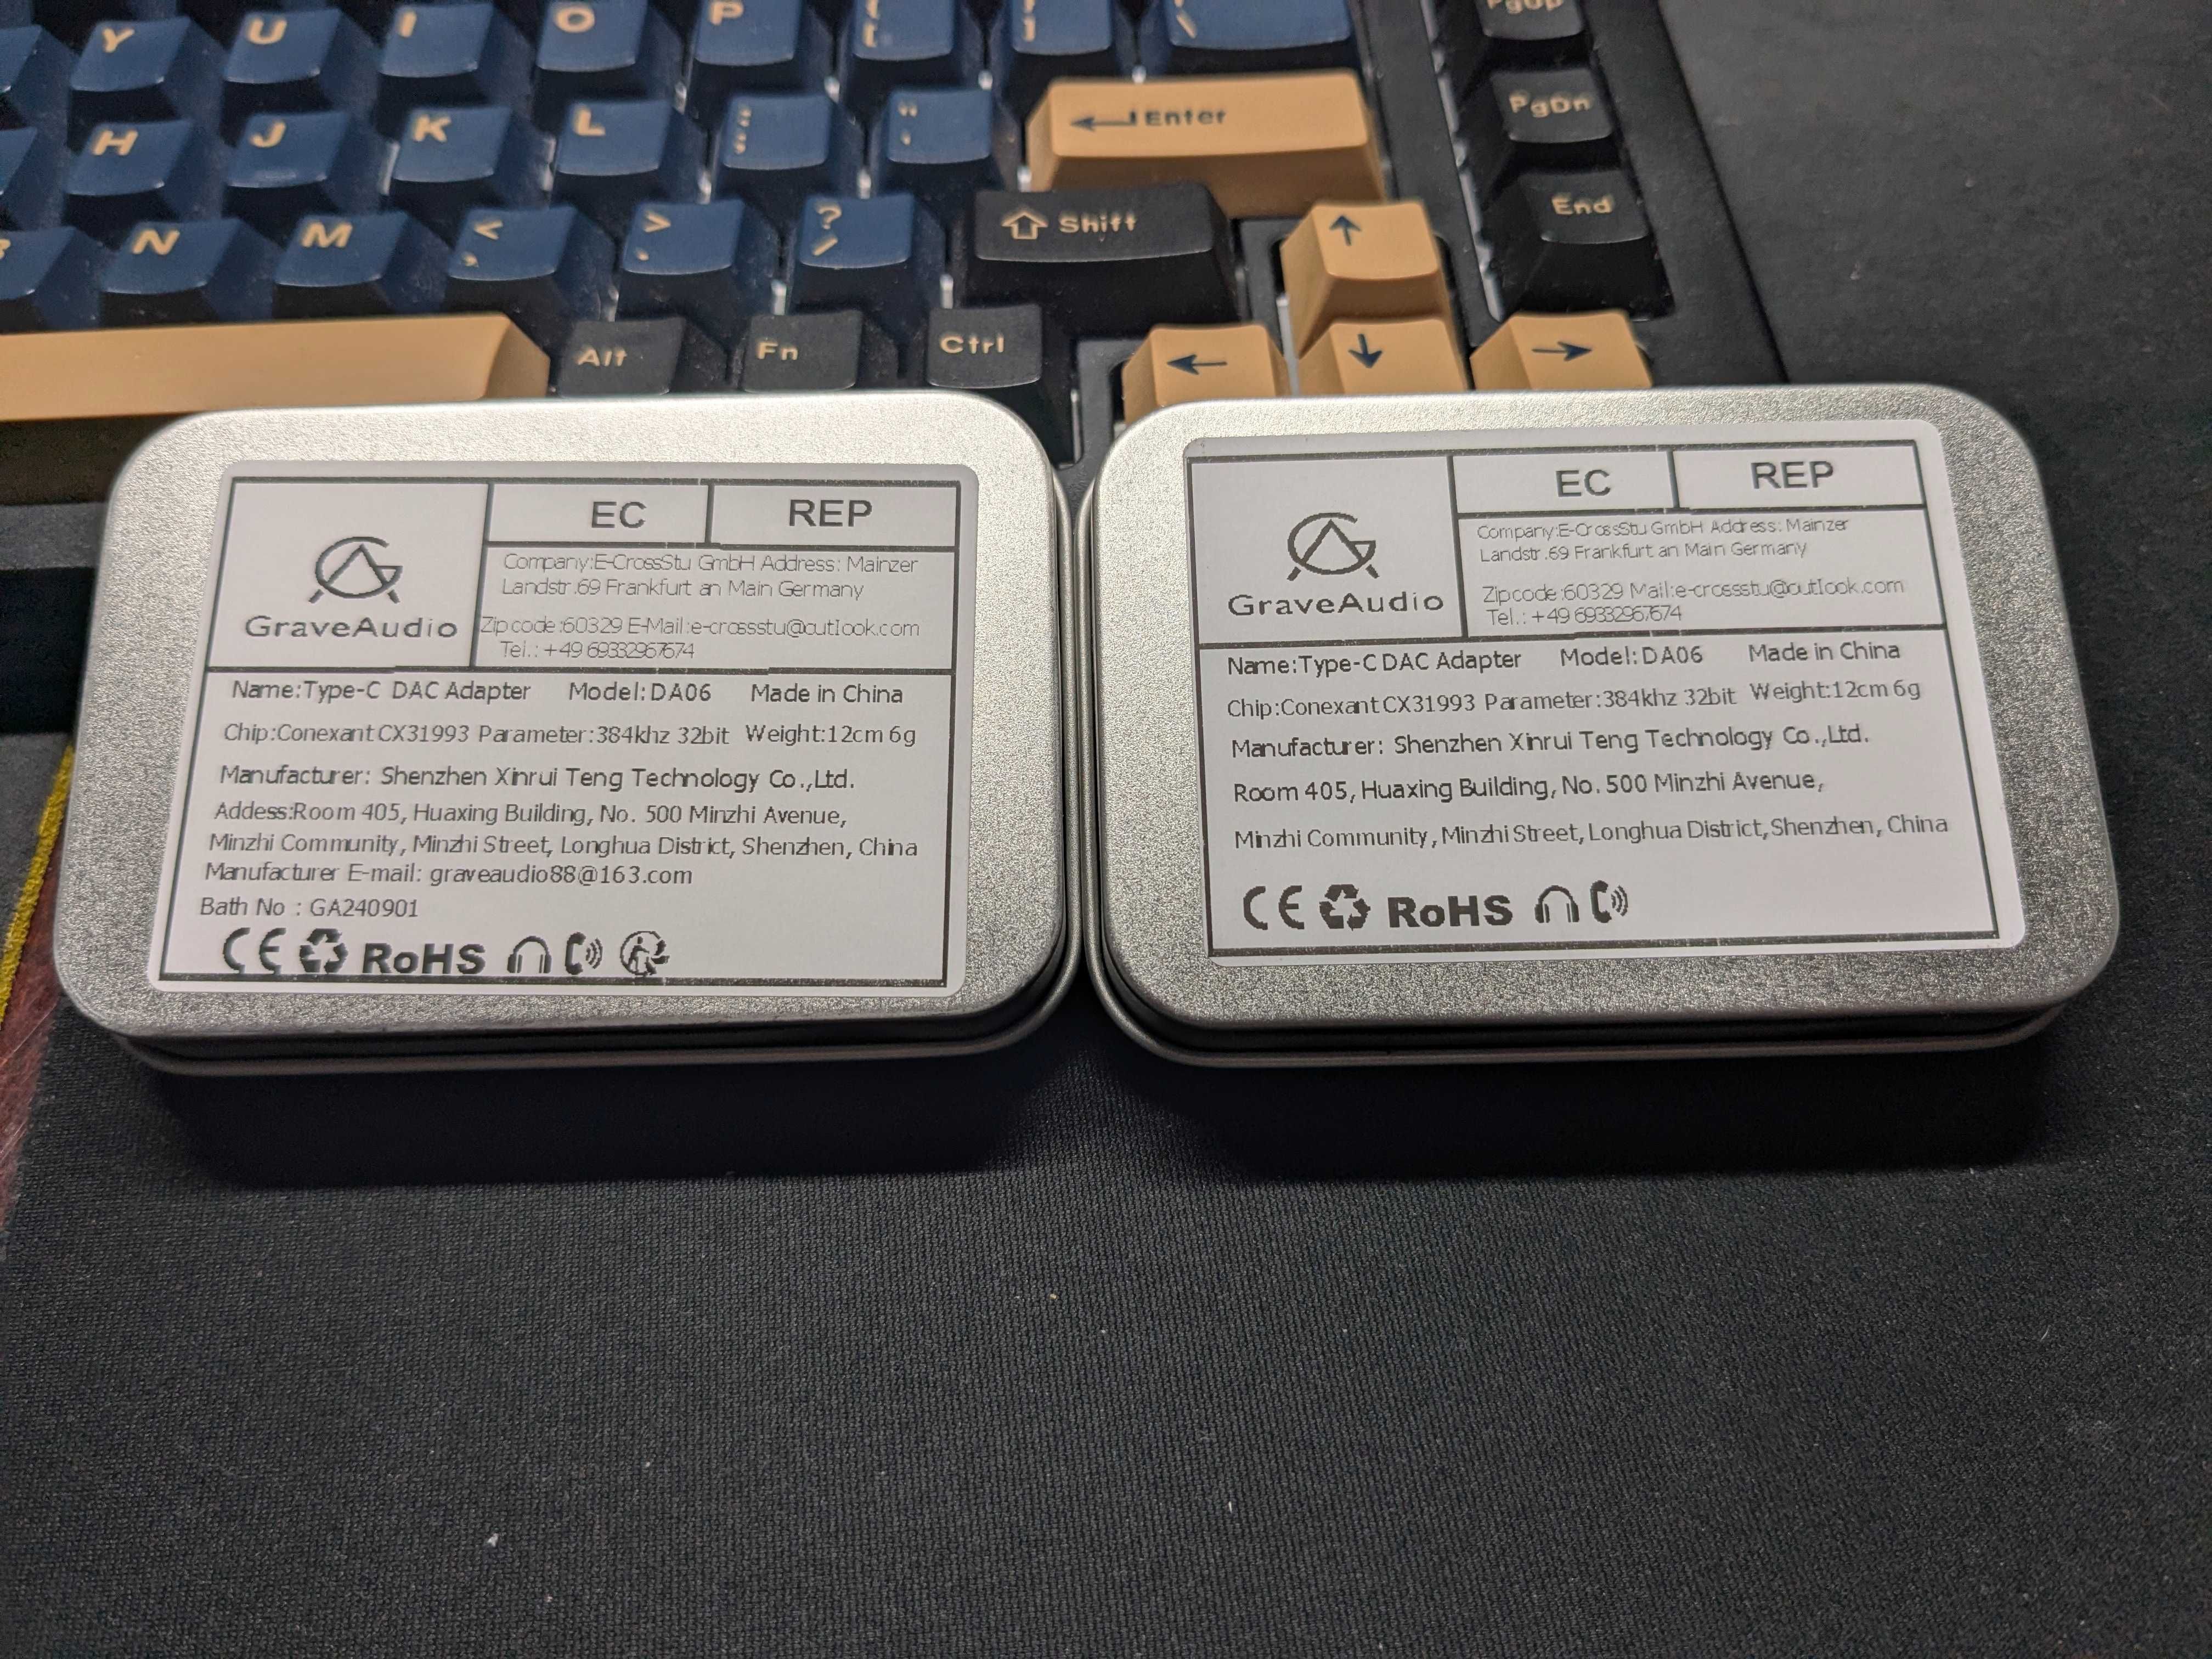 Y U I O P { [ } ] | \
PgUp
H J K L : ; " ' Enter
PgDn
N M < , > . ? / Shift
End
Alt Fn Ctrl
EC REP
GraveAudio
Company:E-CrossStu GmbH Address: Mainzer
Landstr.69 Frankfurt an Main Germany
Zipcode:60329 E-Mail:e-crossstu@outlook.com
Tel.: +49 69332967674
Name:Type-C DAC Adapter Model:DA06 Made in China
Chip:Conexant CX31993 Parameter:384khz 32bit Weight:12cm 6g
Manufacturer: Shenzhen Xinrui Teng Technology Co.,Ltd.
Addess:Room 405, Huaxing Building, No. 500 Minzhi Avenue,
Minzhi Community, Minzhi Street, Longhua District, Shenzhen, China
Manufacturer E-mail: graveaudio88@163.com
Bath No : GA240901
CE RoHS
EC REP
GraveAudio
Company:E-CrossStu GmbH Address: Mainzer
Landstr.69 Frankfurt an Main Germany
Zipcode:60329 Mail:e-crossstu@outlook.com
Tel.: +49 69332967674
Name:Type-C DAC Adapter Model:DA06 Made in China
Chip:Conexant CX31993 Parameter:384khz 32bit Weight:12cm 6g
Manufacturer: Shenzhen Xinrui Teng Technology Co.,Ltd.
Room 405, Huaxing Building, No. 500 Minzhi Avenue,
Minzhi Community, Minzhi Street, Longhua District, Shenzhen, China
CE RoHS